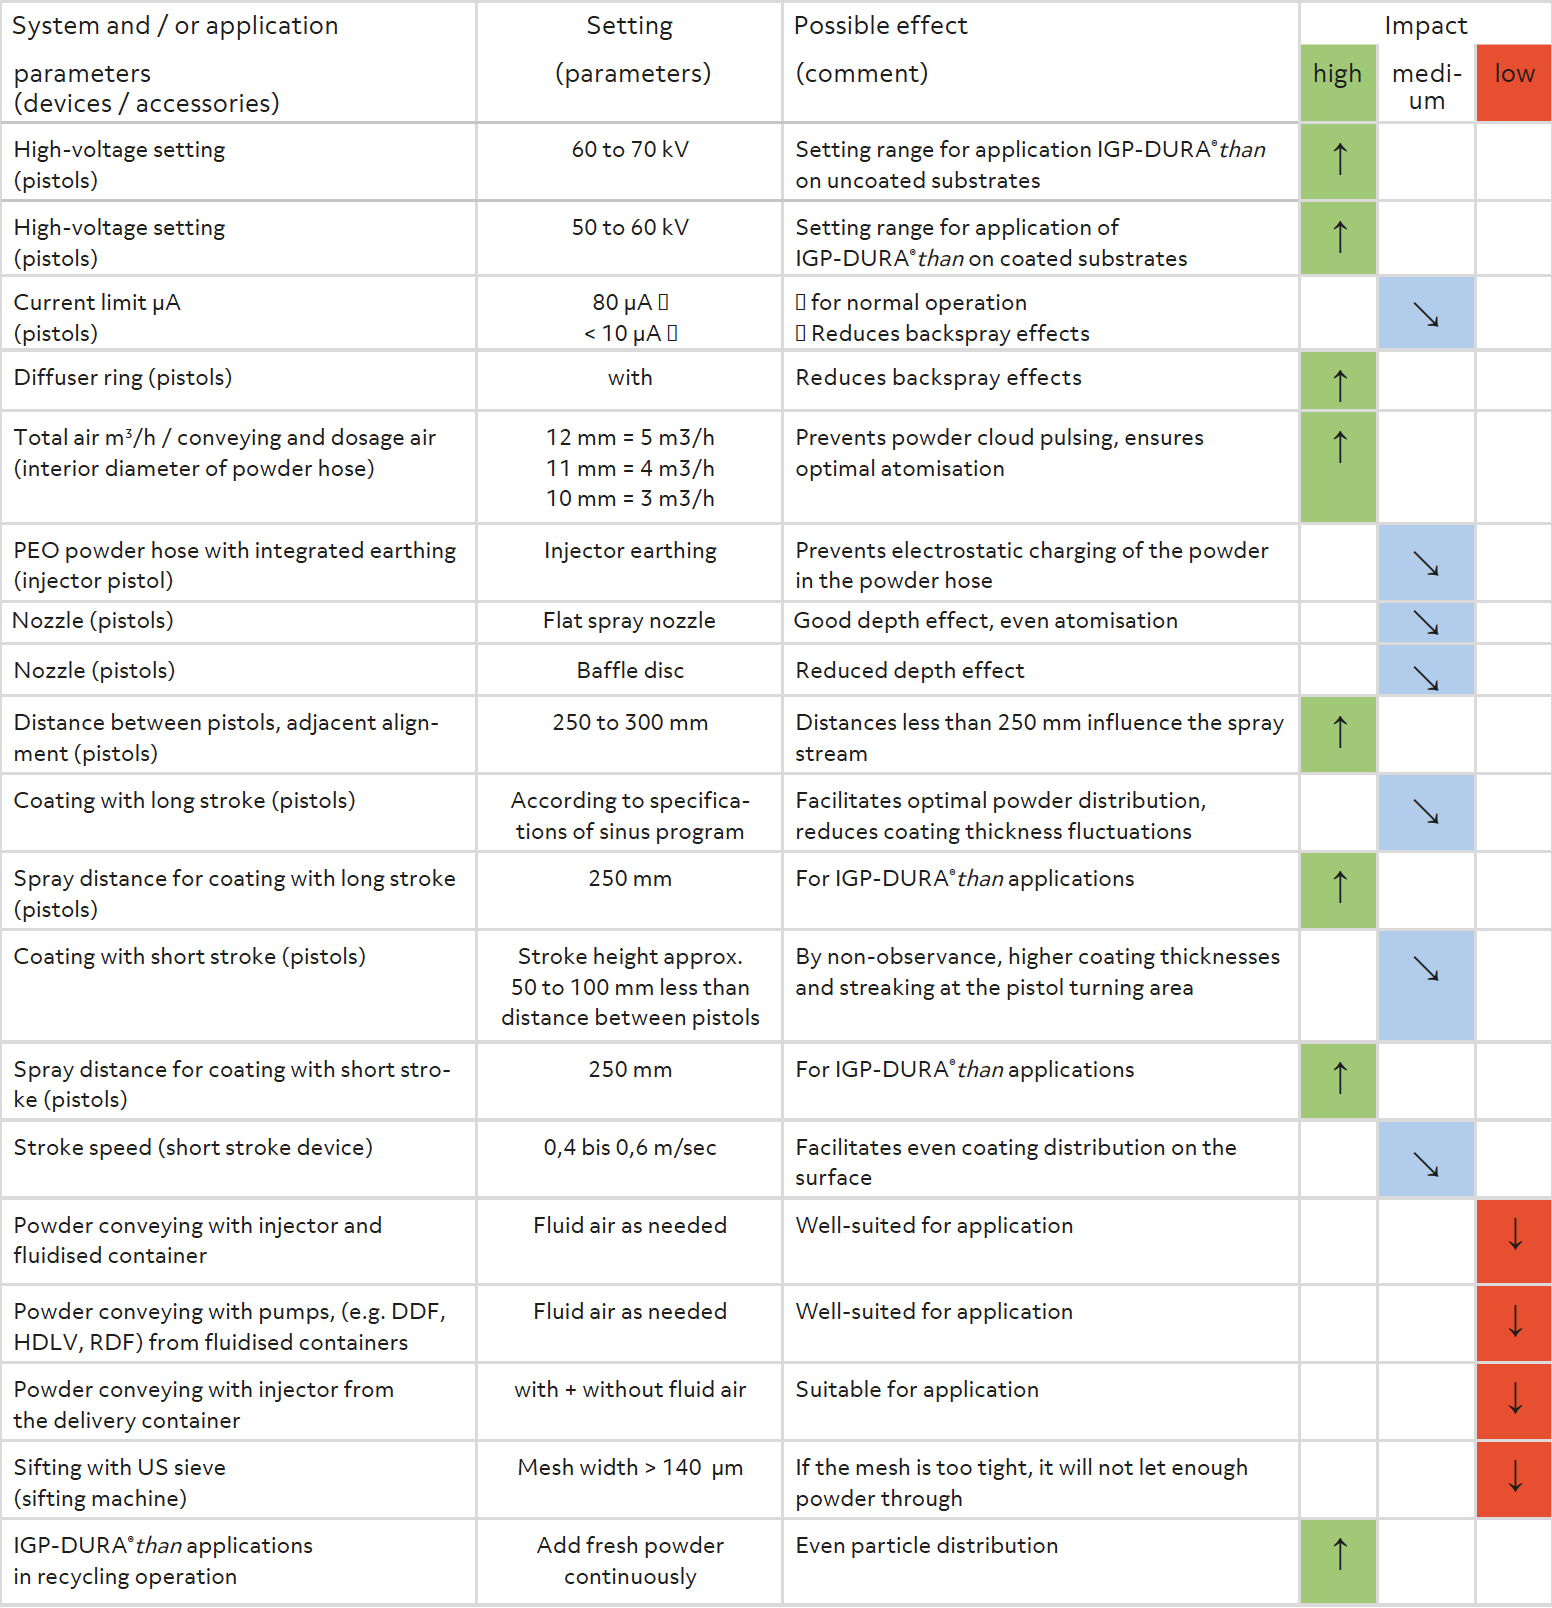 System and / or application
parameters
(devices / accessories)
Setting
(parameters)
Possible effect
(comment)
Impact
high
medi-
um
low
High-voltage setting
(pistols)
60 to 70 kV
Setting range for application IGP-DURA®than
on uncoated substrates
↑
High-voltage setting
(pistols)
50 to 60 kV
Setting range for application of
IGP-DURA®than on coated substrates
↑
Current limit µA
(pistols)
80 µA ▯
< 10 µA ▯
▯ for normal operation
▯ Reduces backspray effects
↘
Diffuser ring (pistols)
with
Reduces backspray effects
↑
Total air m³/h / conveying and dosage air
(interior diameter of powder hose)
12 mm = 5 m3/h
11 mm = 4 m3/h
10 mm = 3 m3/h
Prevents powder cloud pulsing, ensures
optimal atomisation
↑
PEO powder hose with integrated earthing
(injector pistol)
Injector earthing
Prevents electrostatic charging of the powder
in the powder hose
↘
Nozzle (pistols)
Flat spray nozzle
Good depth effect, even atomisation
↘
Nozzle (pistols)
Baffle disc
Reduced depth effect
↘
Distance between pistols, adjacent align-
ment (pistols)
250 to 300 mm
Distances less than 250 mm influence the spray
stream
↑
Coating with long stroke (pistols)
According to specifica-
tions of sinus program
Facilitates optimal powder distribution,
reduces coating thickness fluctuations
↘
Spray distance for coating with long stroke
(pistols)
250 mm
For IGP-DURA®than applications
↑
Coating with short stroke (pistols)
Stroke height approx.
50 to 100 mm less than
distance between pistols
By non-observance, higher coating thicknesses
and streaking at the pistol turning area
↘
Spray distance for coating with short stro-
ke (pistols)
250 mm
For IGP-DURA®than applications
↑
Stroke speed (short stroke device)
0,4 bis 0,6 m/sec
Facilitates even coating distribution on the
surface
↘
Powder conveying with injector and
fluidised container
Fluid air as needed
Well-suited for application
↓
Powder conveying with pumps, (e.g. DDF,
HDLV, RDF) from fluidised containers
Fluid air as needed
Well-suited for application
↓
Powder conveying with injector from
the delivery container
with + without fluid air
Suitable for application
↓
Sifting with US sieve
(sifting machine)
Mesh width > 140 µm
If the mesh is too tight, it will not let enough
powder through
↓
IGP-DURA®than applications
in recycling operation
Add fresh powder
continuously
Even particle distribution
↑